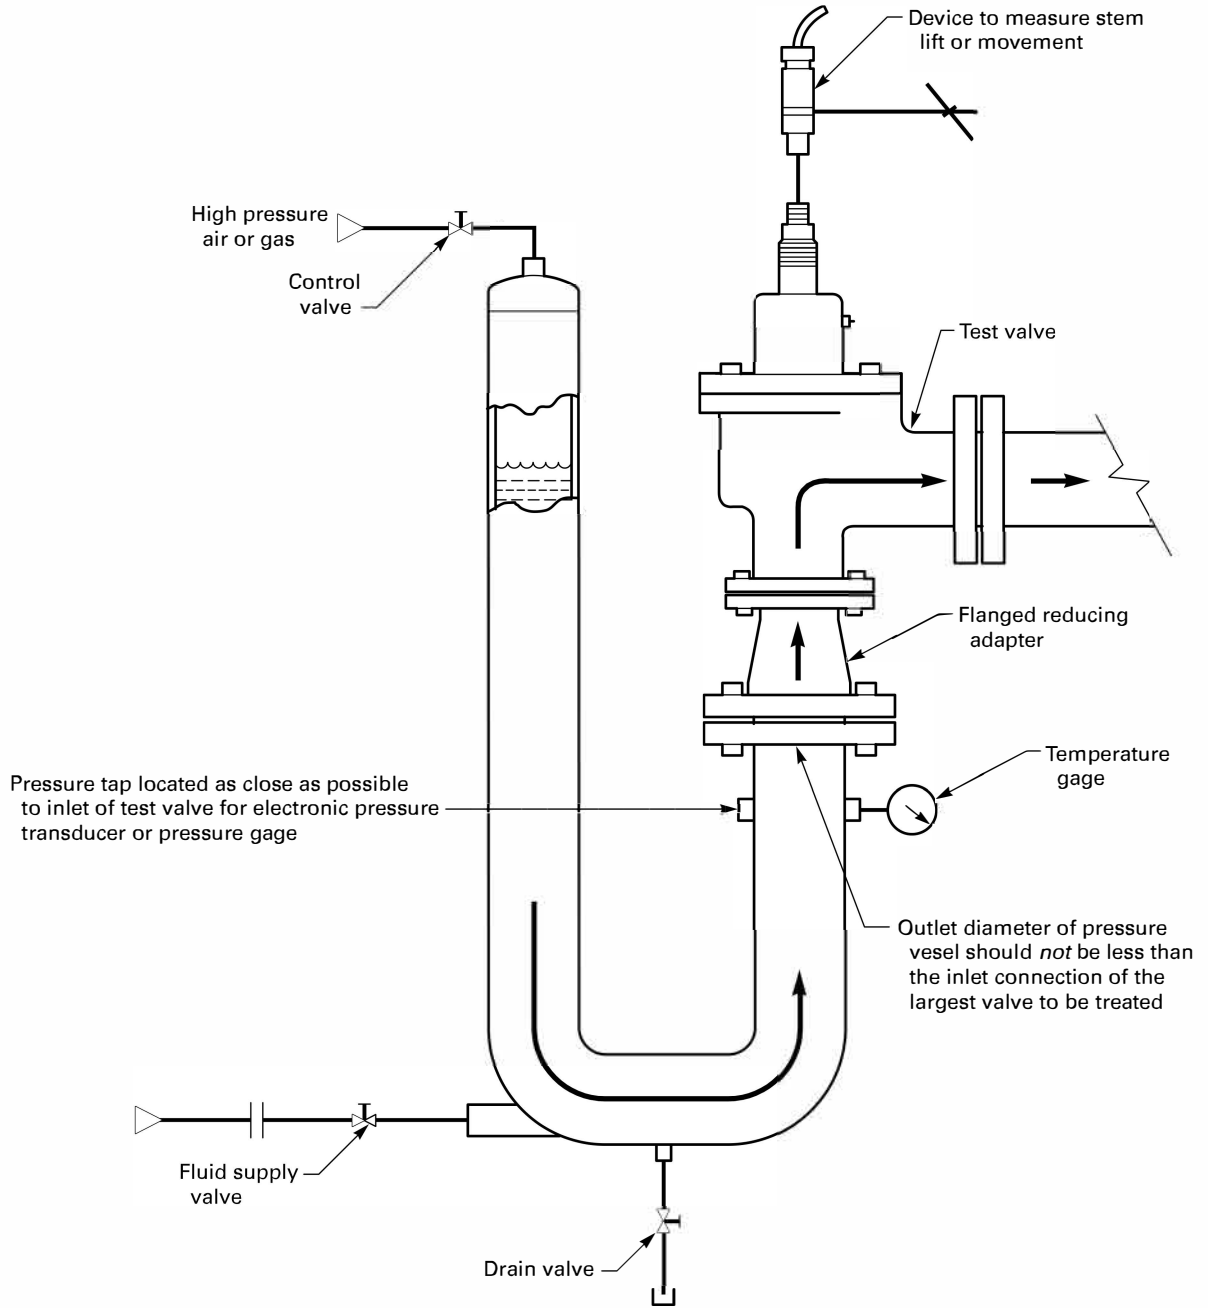 Device to measure stem
lift or movement
High pressure
air or gas
Control
valve
Test valve
Flanged reducing
adapter
Temperature
gage
Pressure tap located as close as possible
to inlet of test valve for electronic pressure
transducer or pressure gage
Outlet diameter of pressure
vesel should not be less than
the inlet connection of the
largest valve to be treated
Fluid supply
valve
Drain valve